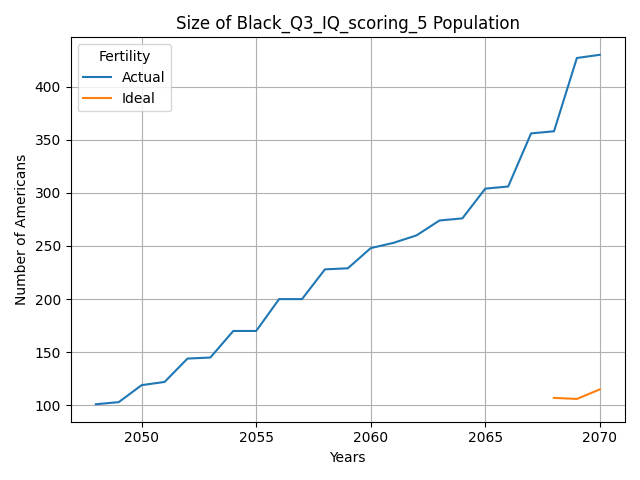 Size of Black_Q3_IQ_scoring_5 Population
Fertility
Actual
Ideal
Number of Americans
400
350
300
250
200
150
100
2050
2055
2060
2065
2070
Years